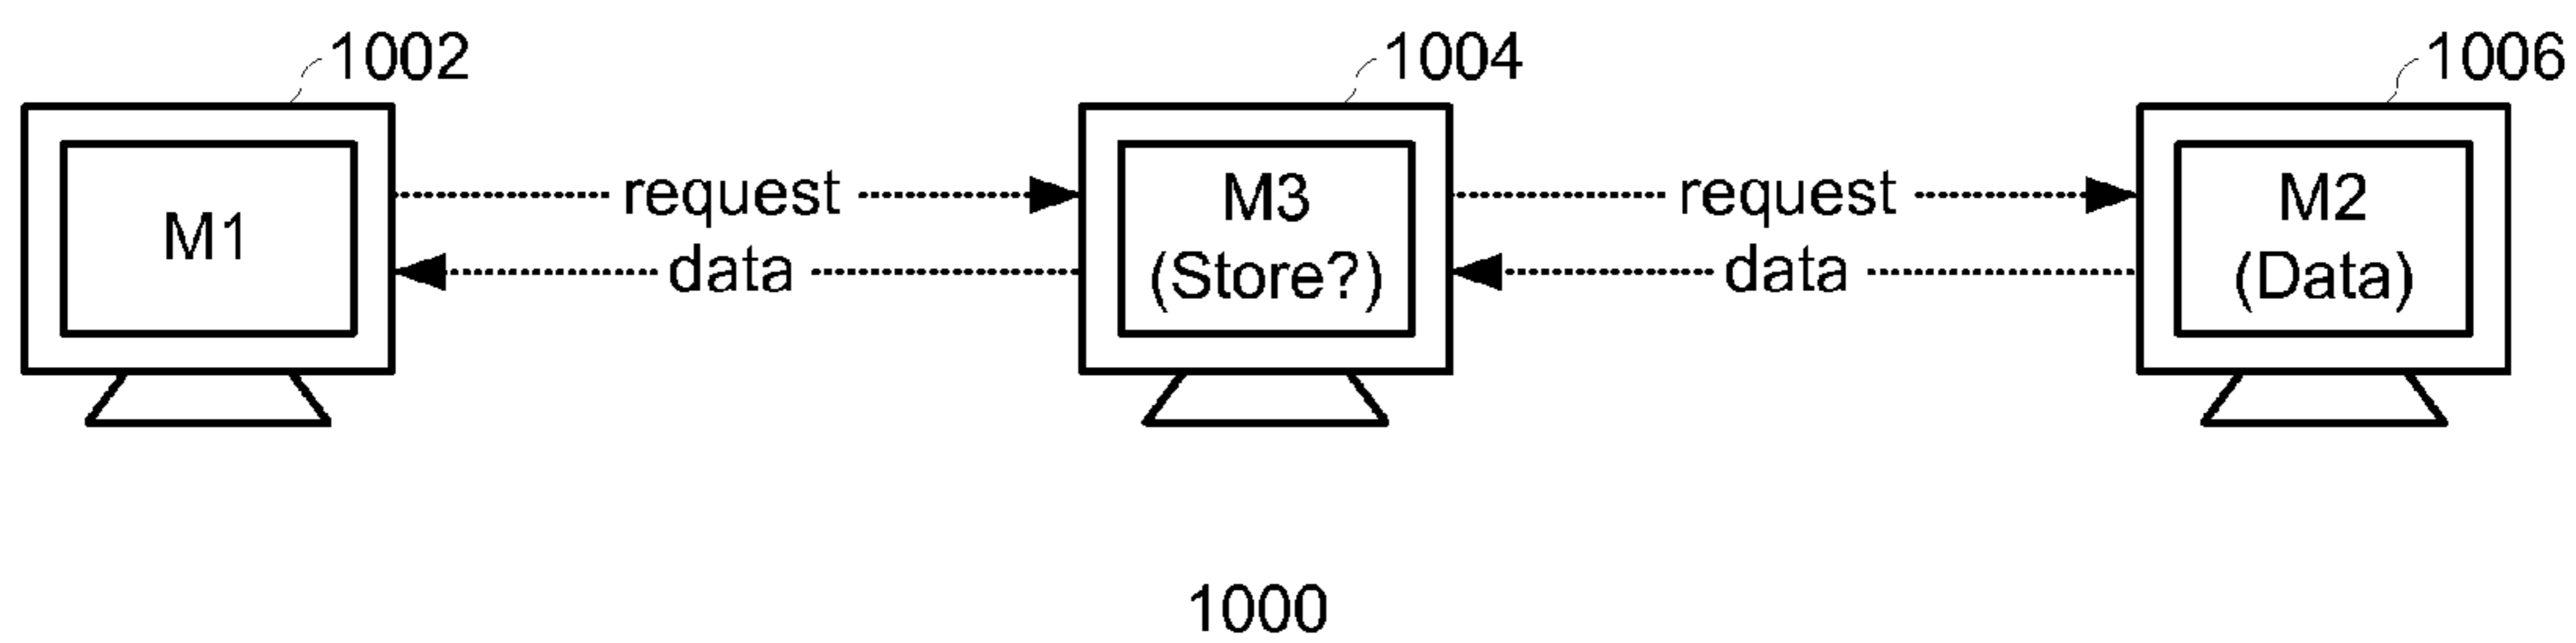 1002
1004
1006
M1
request
data
M3
(Store?)
request
data
M2
(Data)
1000